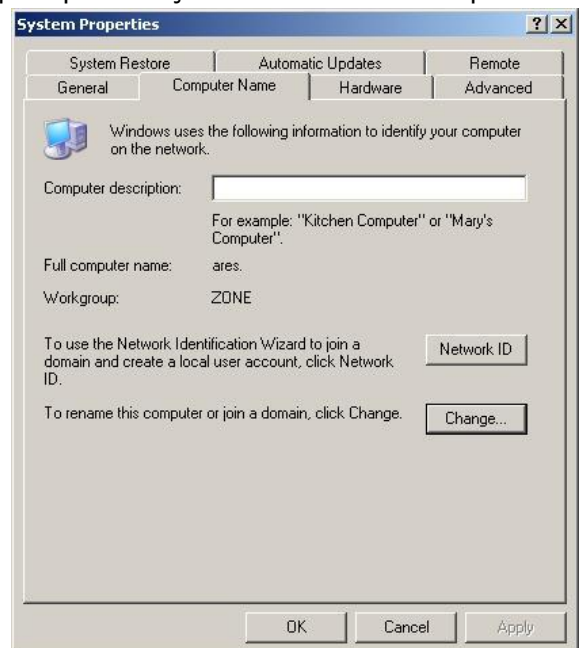 System Properties ? X
System Restore Automatic Updates Remote
General Computer Name Hardware Advanced
Windows uses the following information to identify your computer
on the network.
Computer description:
For example: "Kitchen Computer" or "Mary's
Computer".
Full computer name: ares.
Workgroup: ZONE
To use the Network Identification Wizard to join a
domain and create a local user account, click Network
ID.
Network ID
To rename this computer or join a domain, click Change.
Change...
OK Cancel Apply